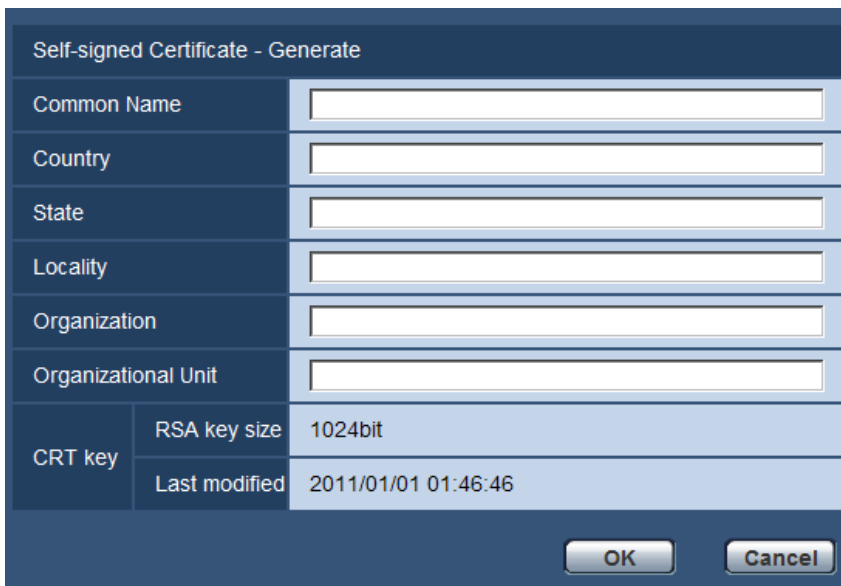 Self-signed Certificate - Generate
Common Name
Country
State
Locality
Organization
Organizational Unit
CRT key
RSA key size 1024bit
Last modified 2011/01/01 01:46:46
OK Cancel